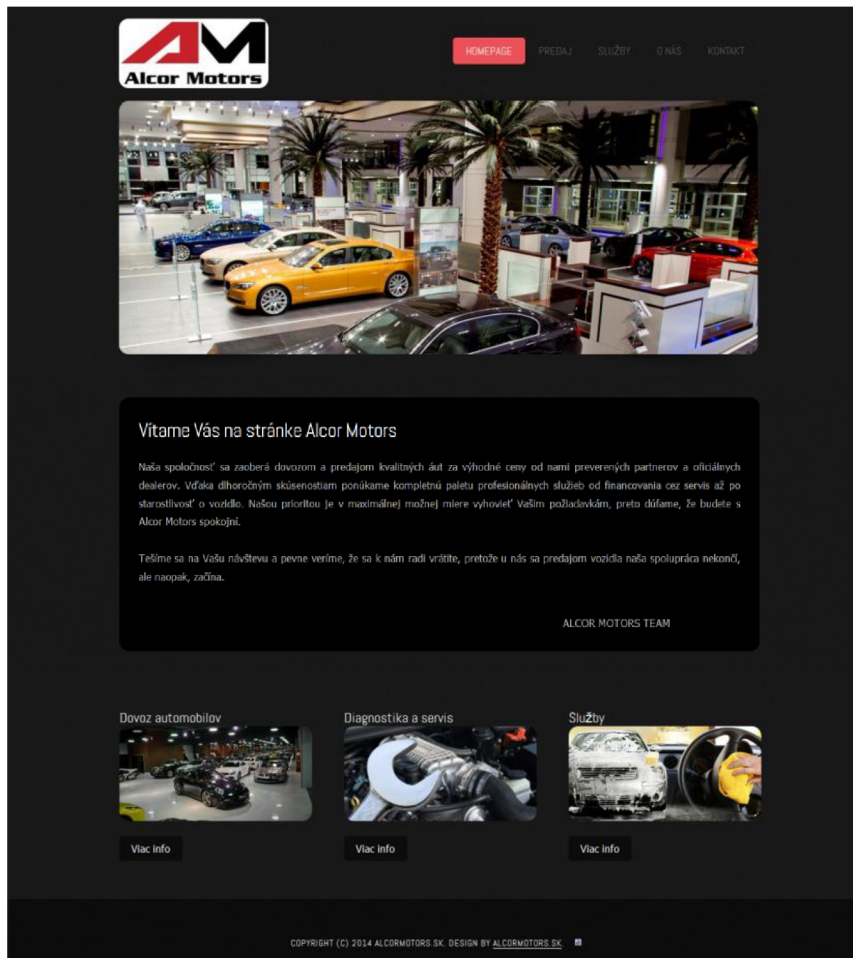 AM
Alcor Motors
HOMEPAGE PREDAJ SLUŽBY O NÁS KONTAKT
Vítame Vás na stránke Alcor Motors
Naša spoločnosť sa zaoberá dovozom a predajom kvalitných áut za výhodné ceny od nami preverených partnerov a oficiálnych
dealerov. Vďaka dlhoročným skúsenostiam ponúkame kompletnú paletu profesionálnych služieb od financovania cez servis až po
starostlivosť o vozidlo. Našou prioritou je v maximálnej možnej miere vyhovieť Vašim požiadavkám, preto dúfame, že budete s
Alcor Motors spokojní.
Tešíme sa na Vašu návštevu a pevne veríme, že sa k nám radi vrátite, pretože u nás sa predajom vozidla naša spolupráca nekončí,
ale naopak, začína.
ALCOR MOTORS TEAM
Dovoz automobilov Diagnostika a servis Služby
Viac info Viac info Viac info
COPYRIGHT (C) 2014 ALCORMOTORS.SK. DESIGN BY ALCORMOTORS.SK.